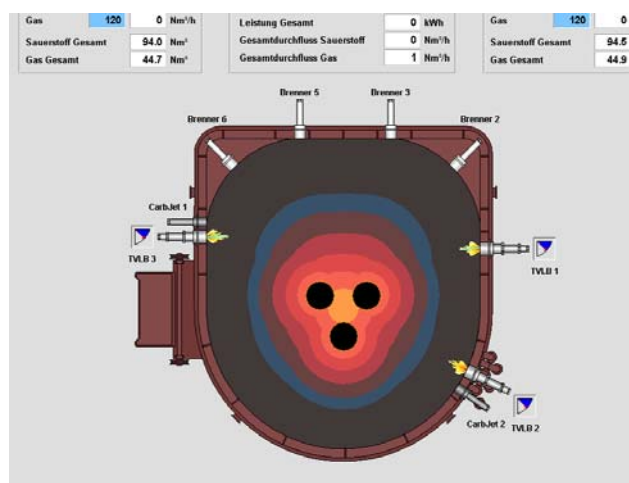 Gas 120 0 Nm³/h
Sauerstoff Gesamt 94.0 Nm³
Gas Gesamt 44.7 Nm³
Leistung Gesamt 0 kWh
Gesamtdurchfluss Sauerstoff 0 Nm³/h
Gesamtdurchfluss Gas 1 Nm³/h
Gas 120 0
Sauerstoff Gesamt 94.5
Gas Gesamt 44.9
Brenner 5
Brenner 3
Brenner 6
Brenner 2
CarbJet 1
TVLB 3
TVLB 1
CarbJet 2
TVLB 2